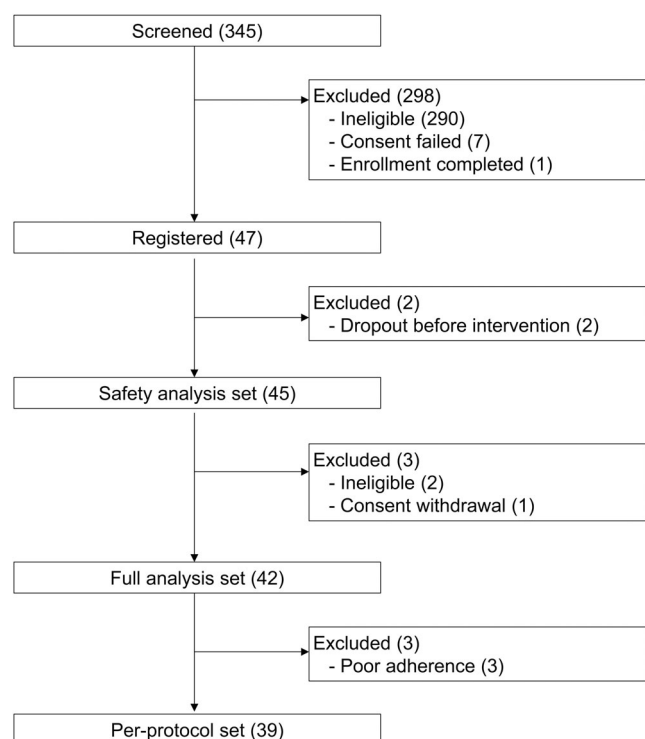 Screened (345)
Excluded (298)
- Ineligible (290)
- Consent failed (7)
- Enrollment completed (1)
Registered (47)
Excluded (2)
- Dropout before intervention (2)
Safety analysis set (45)
Excluded (3)
- Ineligible (2)
- Consent withdrawal (1)
Full analysis set (42)
Excluded (3)
- Poor adherence (3)
Per-protocol set (39)